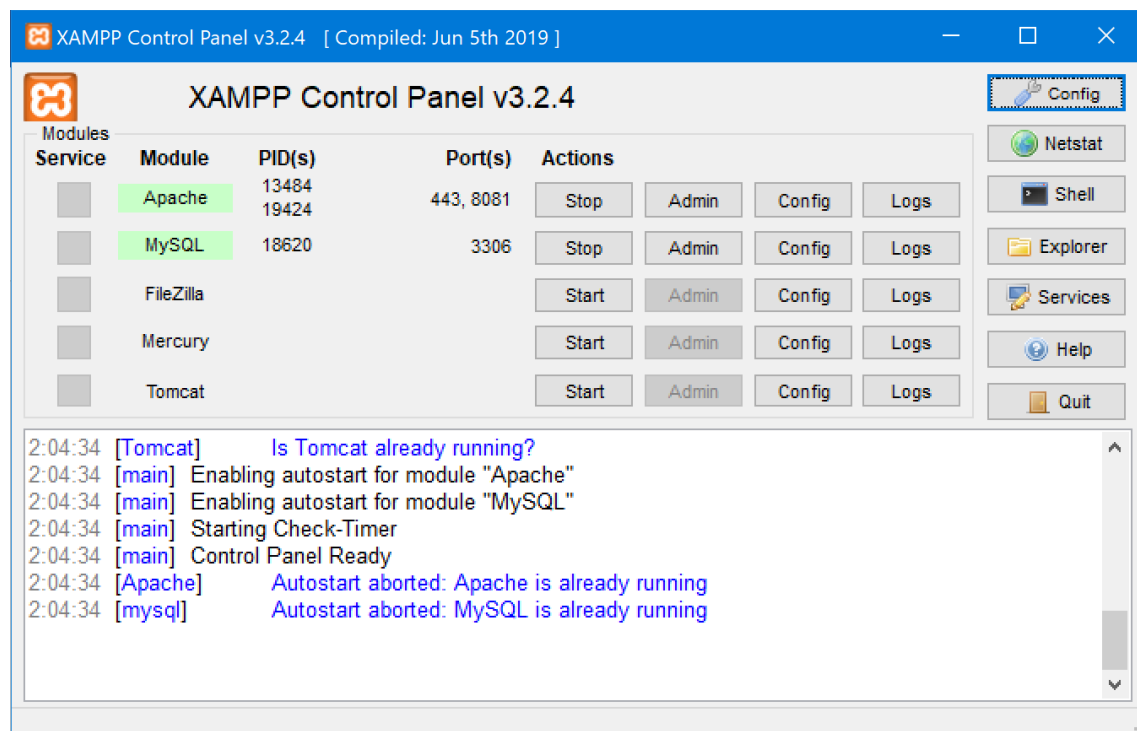 XAMPP Control Panel v3.2.4 [ Compiled: Jun 5th 2019 ]
XAMPP Control Panel v3.2.4
Config
Modules
Service Module PID(s) Port(s) Actions
Netstat
Apache 13484 19424 443, 8081 Stop Admin Config Logs
Shell
MySQL 18620 3306 Stop Admin Config Logs
Explorer
FileZilla Start Admin Config Logs
Services
Mercury Start Admin Config Logs
Help
Tomcat Start Admin Config Logs
Quit
2:04:34 [Tomcat] Is Tomcat already running?
2:04:34 [main] Enabling autostart for module "Apache"
2:04:34 [main] Enabling autostart for module "MySQL"
2:04:34 [main] Starting Check-Timer
2:04:34 [main] Control Panel Ready
2:04:34 [Apache] Autostart aborted: Apache is already running
2:04:34 [mysql] Autostart aborted: MySQL is already running